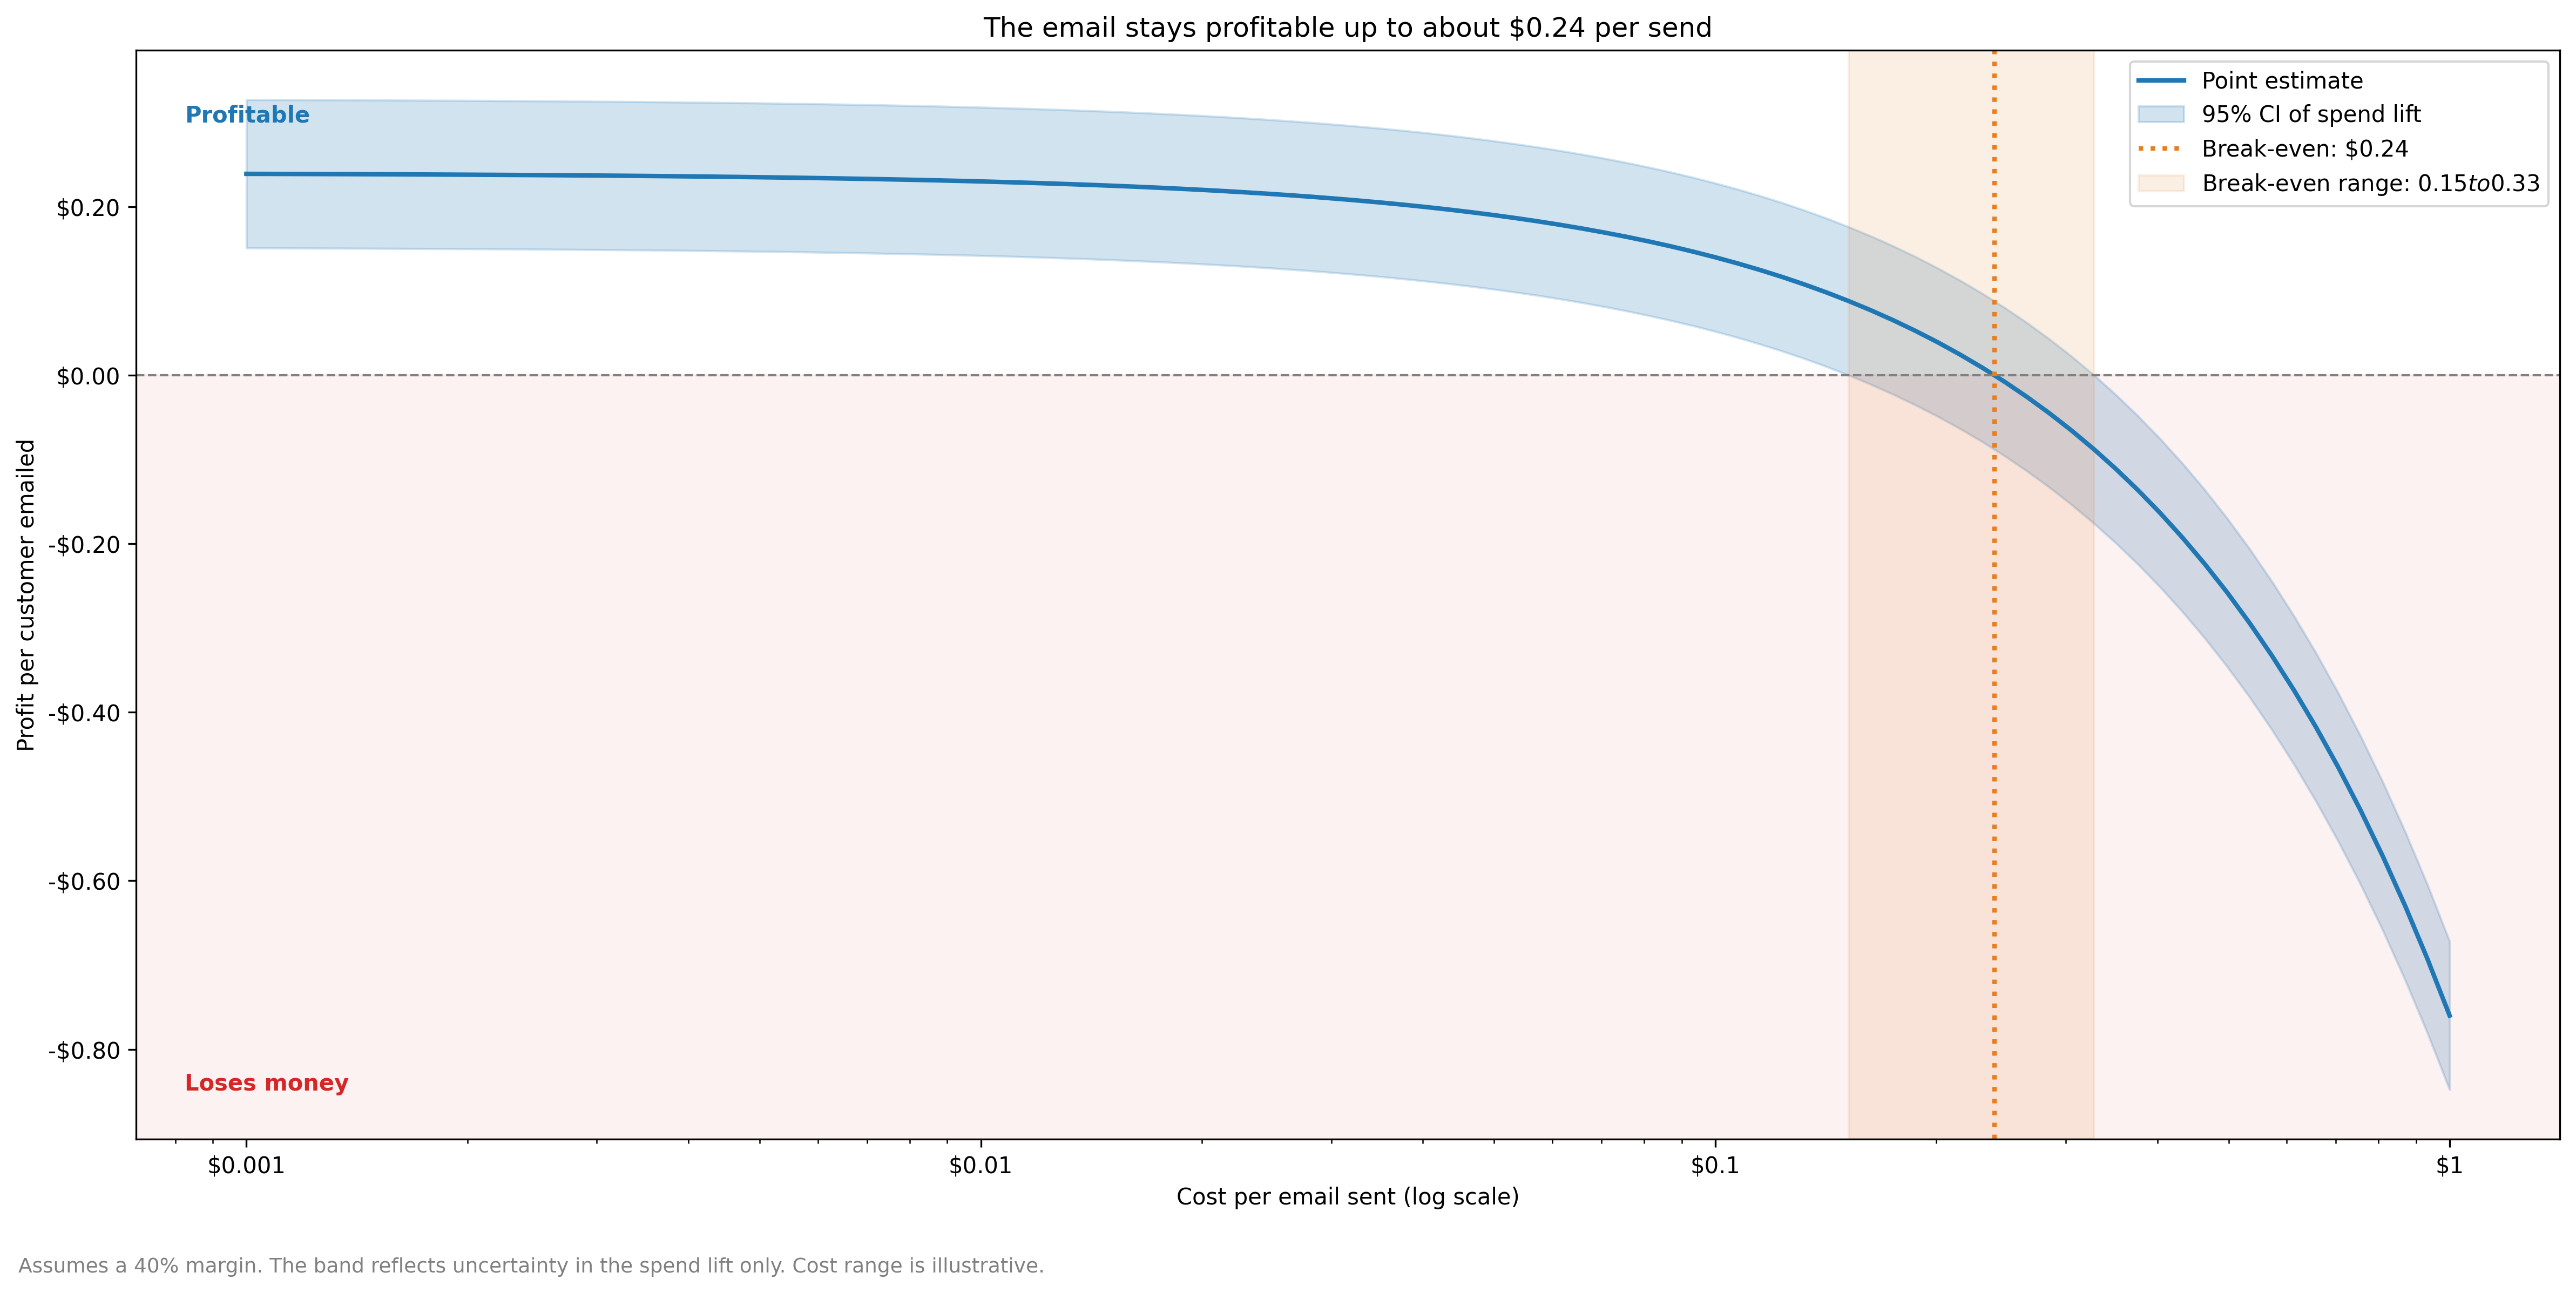 The email stays profitable up to about $0.24 per send
Profitable
Point estimate
95% CI of spend lift
Break-even: $0.24
Break-even range: 0.15to0.33
$0.20
$0.00
-$0.20
-$0.40
-$0.60
-$0.80
Profit per customer emailed
Loses money
$0.001
$0.01
$0.1
$1
Cost per email sent (log scale)
Assumes a 40% margin. The band reflects uncertainty in the spend lift only. Cost range is illustrative.